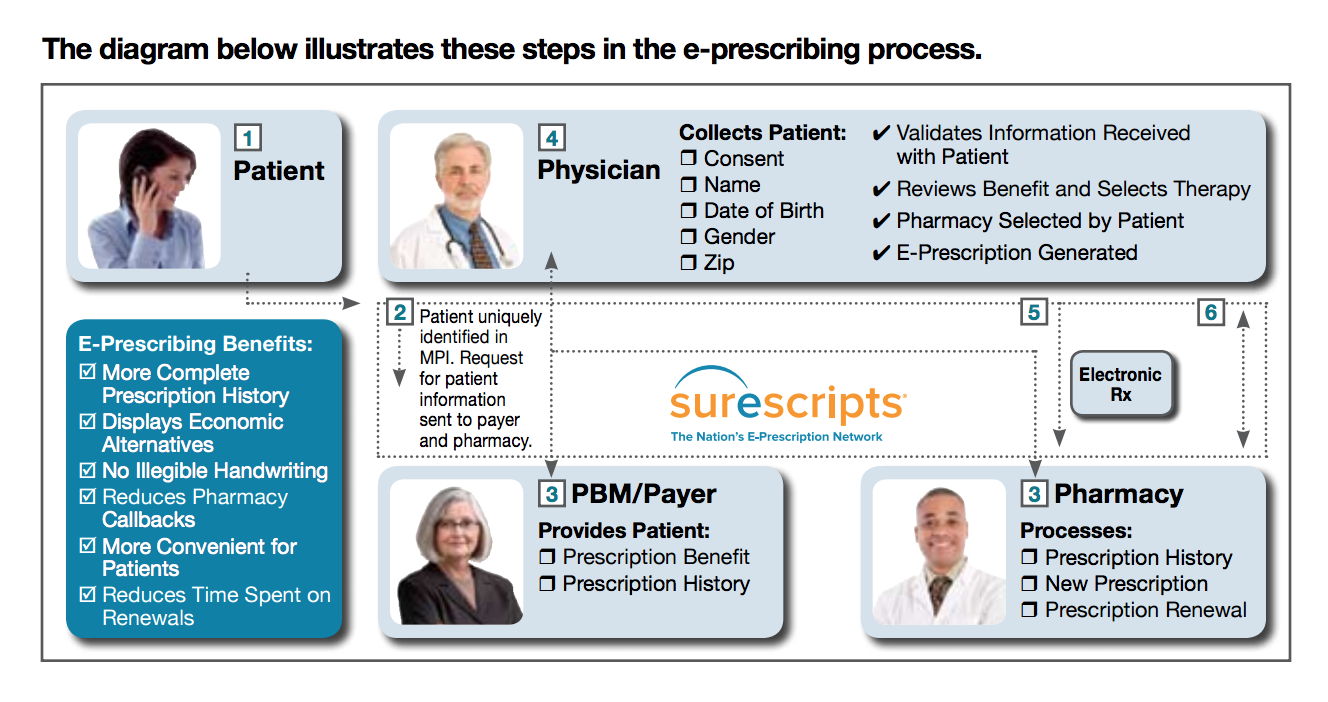 The diagram below illustrates these steps in the e-prescribing process.
1
Patient
4
Physician
Collects Patient:
❒ Consent
❒ Name
❒ Date of Birth
❒ Gender
❒ Zip
✔ Validates Information Received
with Patient
✔ Reviews Benefit and Selects Therapy
✔ Pharmacy Selected by Patient
✔ E-Prescription Generated
E-Prescribing Benefits:
☑ More Complete
Prescription History
☑ Displays Economic
Alternatives
☑ No Illegible Handwriting
☑ Reduces Pharmacy
Callbacks
☑ More Convenient for
Patients
☑ Reduces Time Spent on
Renewals
2
Patient uniquely
identified in
MPI. Request
for patient
information
sent to payer
and pharmacy.
surescripts
The Nation's E-Prescription Network
5
Electronic
Rx
6
3
PBM/Payer
Provides Patient:
❒ Prescription Benefit
❒ Prescription History
3
Pharmacy
Processes:
❒ Prescription History
❒ New Prescription
❒ Prescription Renewal